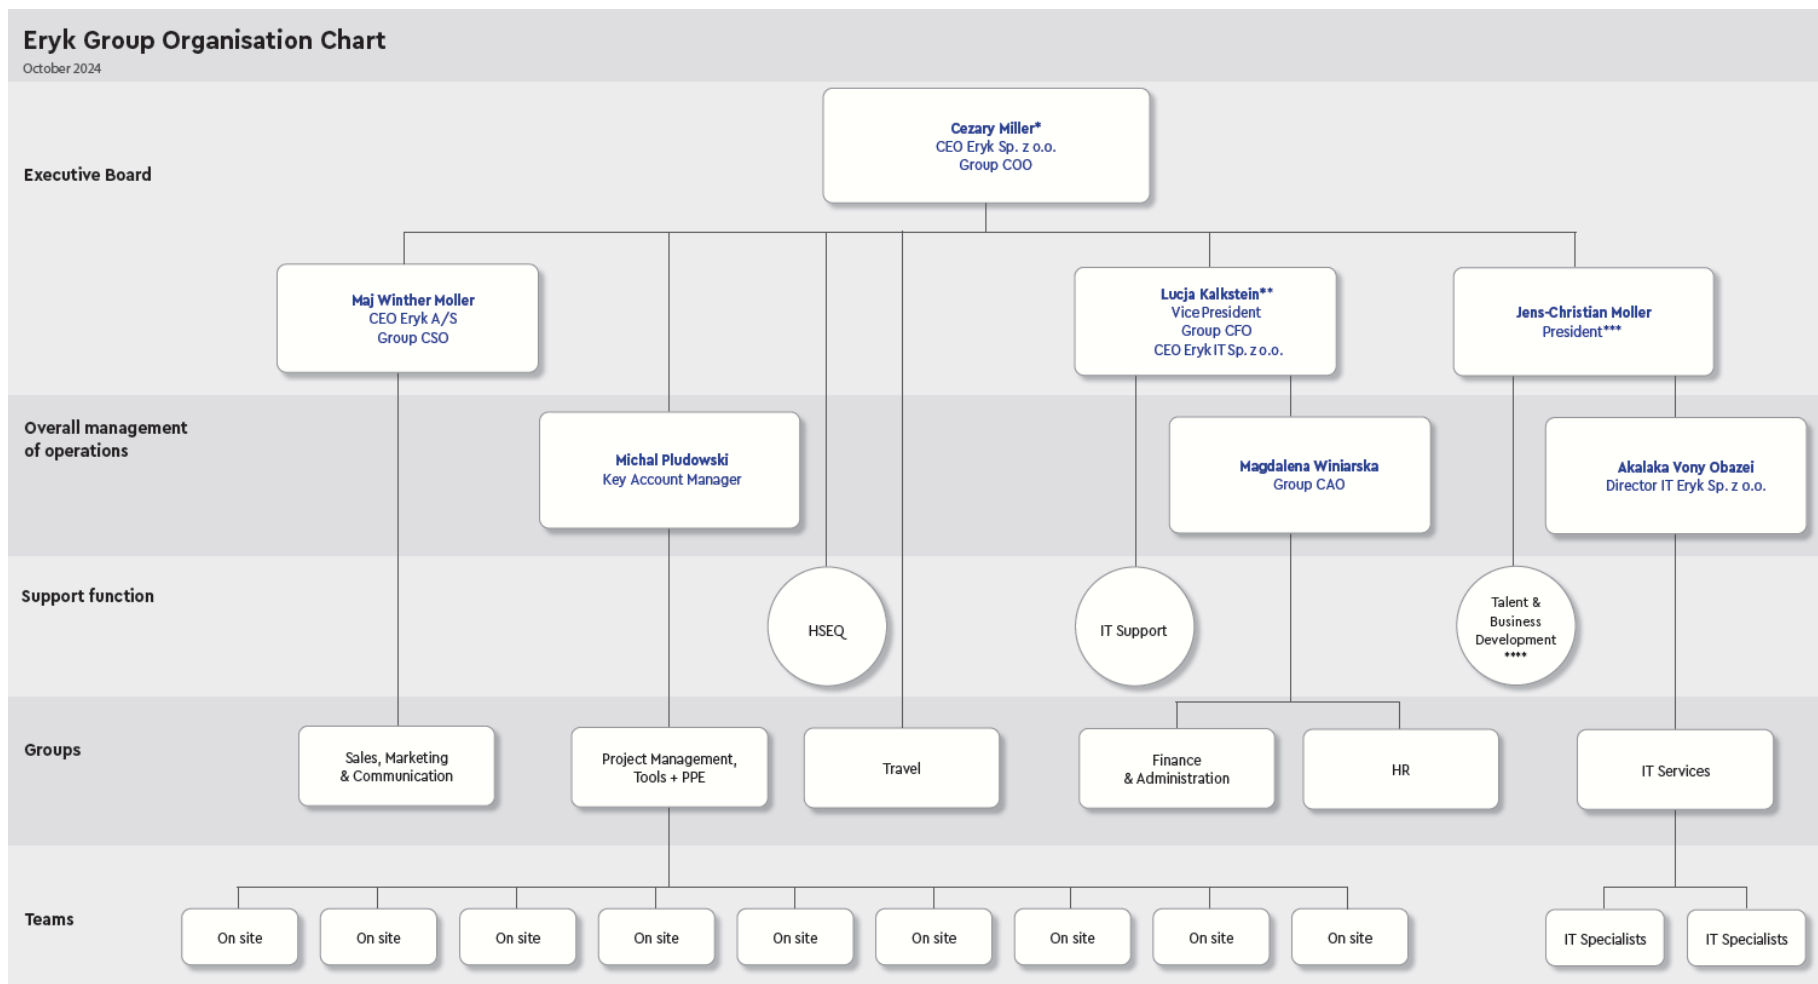 Eryk Group Organisation Chart
October 2024
Executive Board
Cezary Miller*
CEO Eryk Sp. z o.o.
Group COO
Maj Winther Moller
CEO Eryk A/S
Group CSO
Lucja Kalkstein**
Vice President
Group CFO
CEO Eryk IT Sp. z o.o.
Jens-Christian Moller
President***
Overall management
of operations
Michal Pludowski
Key Account Manager
Magdalena Winiarska
Group CAO
Akalaka Vony Obazei
Director IT Eryk Sp. z o.o.
Support function
HSEQ
IT Support
Talent &
Business
Development
****
Groups
Sales, Marketing
& Communication
Project Management,
Tools + PPE
Travel
Finance
& Administration
HR
IT Services
Teams
On site
On site
On site
On site
On site
On site
On site
On site
On site
IT Specialists
IT Specialists